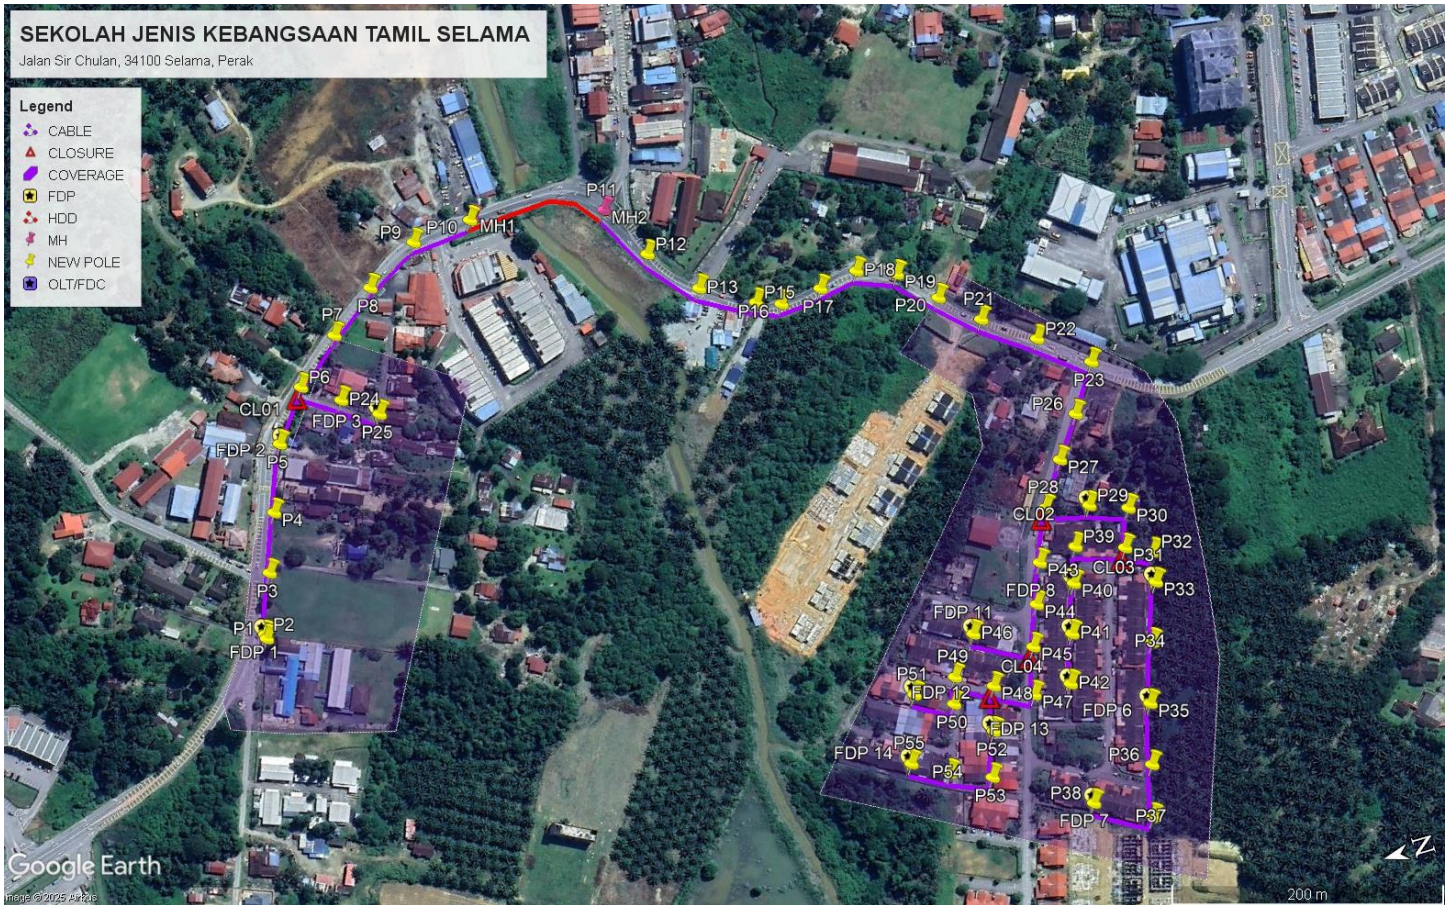 SEKOLAH JENIS KEBANGSAAN TAMIL SELAMA
Jalan Sir Chulan, 34100 Selama, Perak
Legend
CABLE
CLOSURE
COVERAGE
FDP
HDD
MH
NEW POLE
OLT/FDC
P11
MH2
MH1
P10
P9
P12
P8
P13
P15
P16
P17
P18
P19
P20
P21
P22
P23
P7
P6
CL01
P24
FDP 3
P25
FDP 2
P5
P4
P3
P1
P2
FDP 1
P26
P27
P28
CL02
P29
P30
P39
P31
P32
CL03
P33
P43
P40
FDP 8
P44
P41
P34
FDP 11
P46
P45
CL04
P49
P42
P51
FDP 12
P48
P47
FDP 6
P35
P50
FDP 13
P52
P55
FDP 14
P54
P53
P36
P38
FDP 7
P37
Google Earth
Image © 2025 Airbus
N
200 m